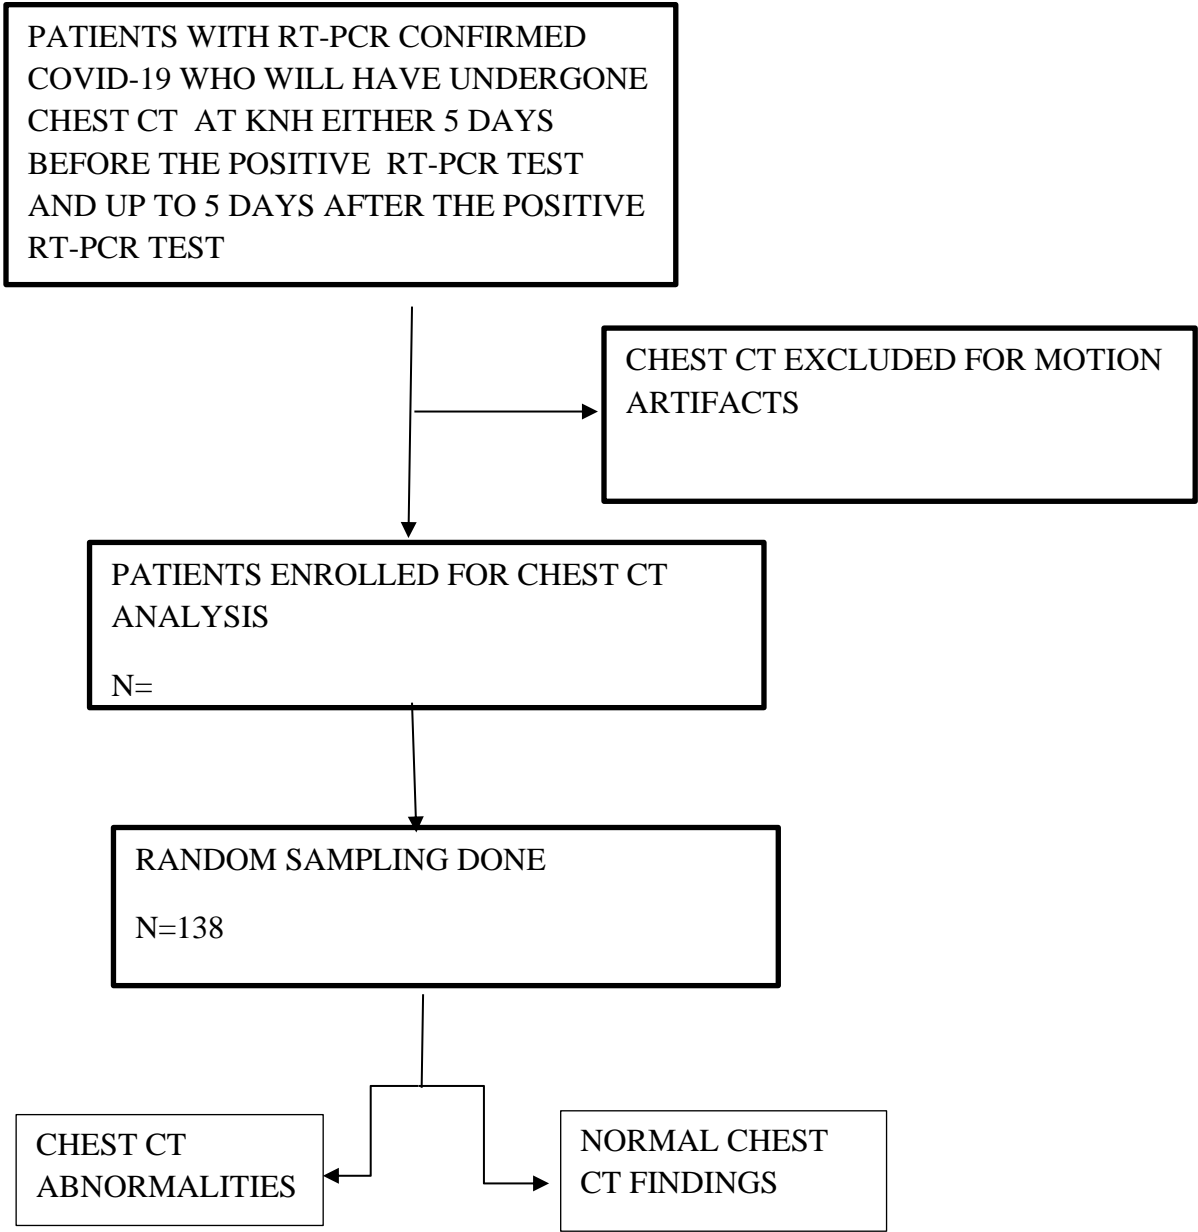 PATIENTS WITH RT-PCR CONFIRMED
COVID-19 WHO WILL HAVE UNDERGONE
CHEST CT AT KNH EITHER 5 DAYS
BEFORE THE POSITIVE RT-PCR TEST
AND UP TO 5 DAYS AFTER THE POSITIVE
RT-PCR TEST
CHEST CT EXCLUDED FOR MOTION
ARTIFACTS
PATIENTS ENROLLED FOR CHEST CT
ANALYSIS
N=
RANDOM SAMPLING DONE
N=138
CHEST CT
ABNORMALITIES
NORMAL CHEST
CT FINDINGS